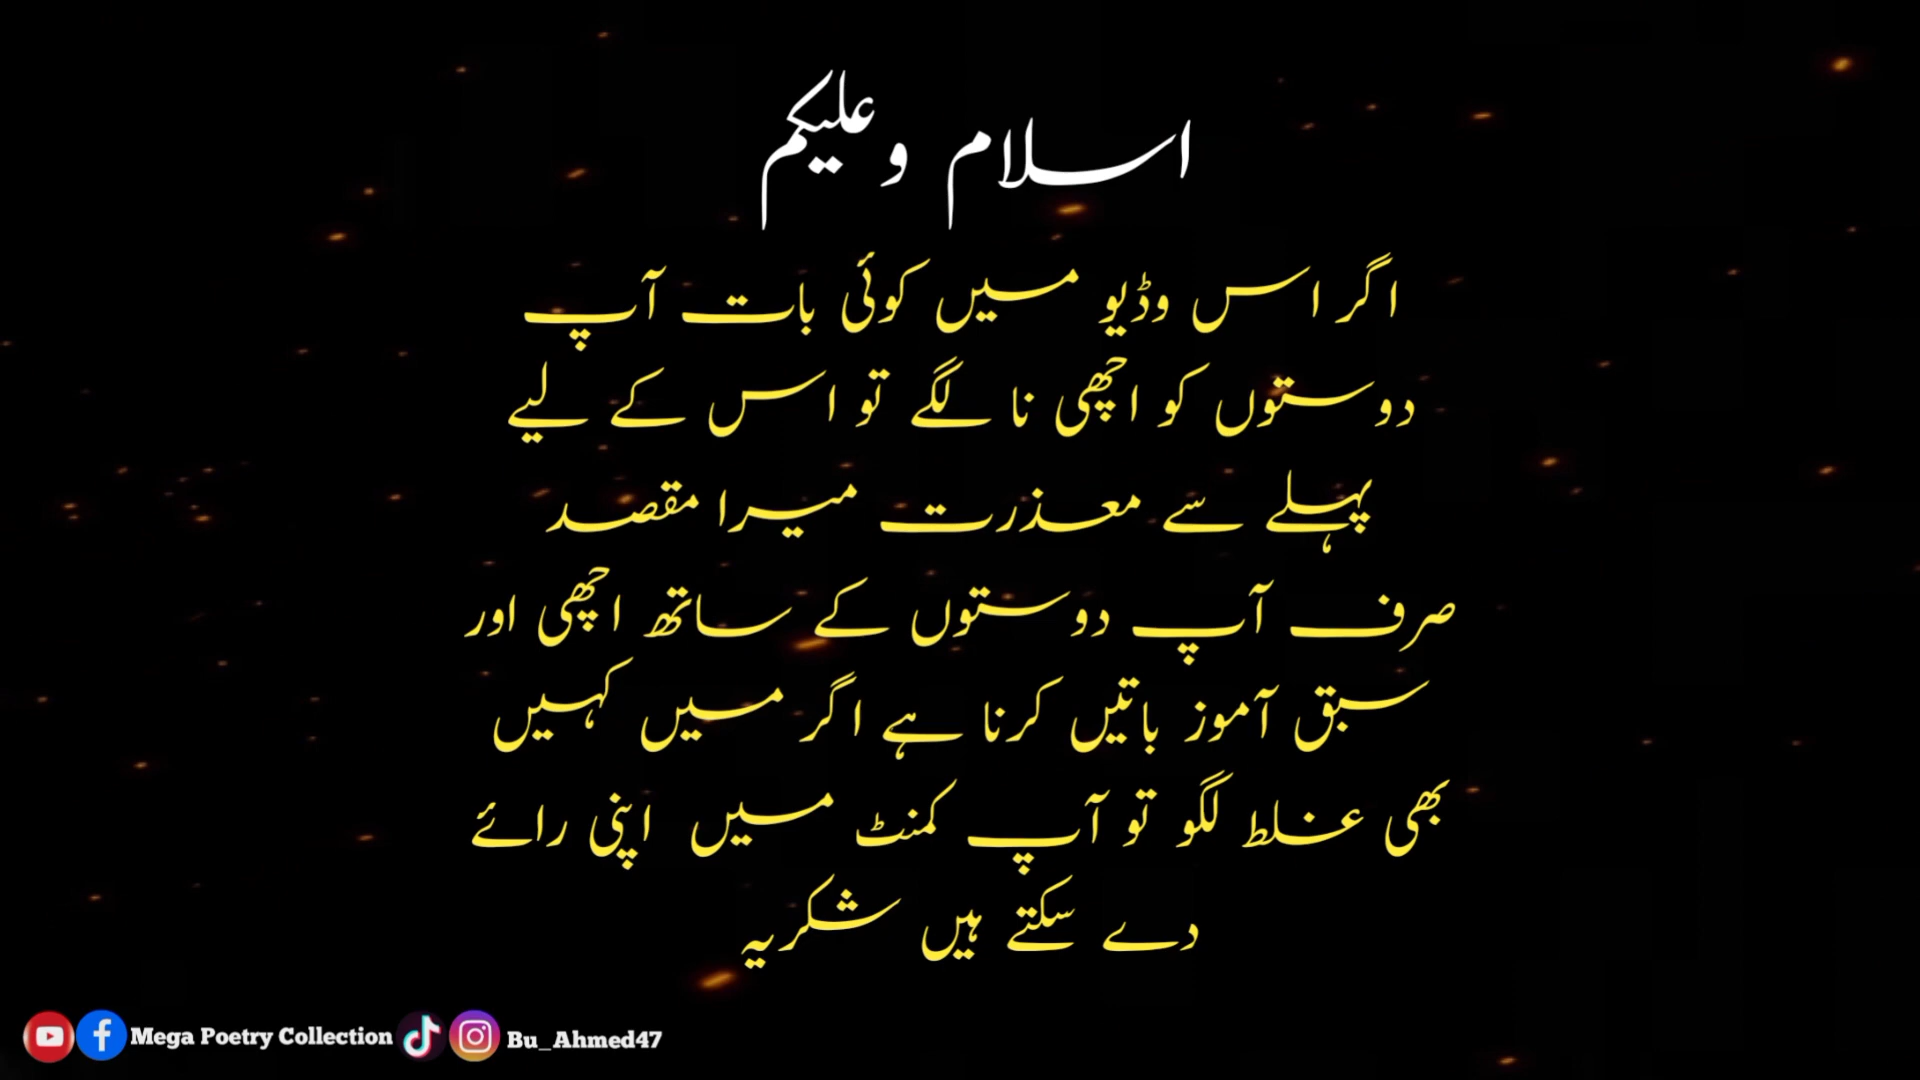 اسلام وعلیکم
اگر اس وڈیو میں کوئی بات آپ
دوستوں کو اچھی نا لگے تو اس کے لیے
پہلے سے معذرت میرا مقصد
صرف آپ دوستوں کے ساتھ اچھی اور
سبق آموز باتیں کرنا ہے اگر میں کہیں
بھی غلط لگو تو آپ کمنٹ میں اپنی رائے
دے سکتے ہیں شکریہ
Mega Poetry Collection Bu_Ahmed47